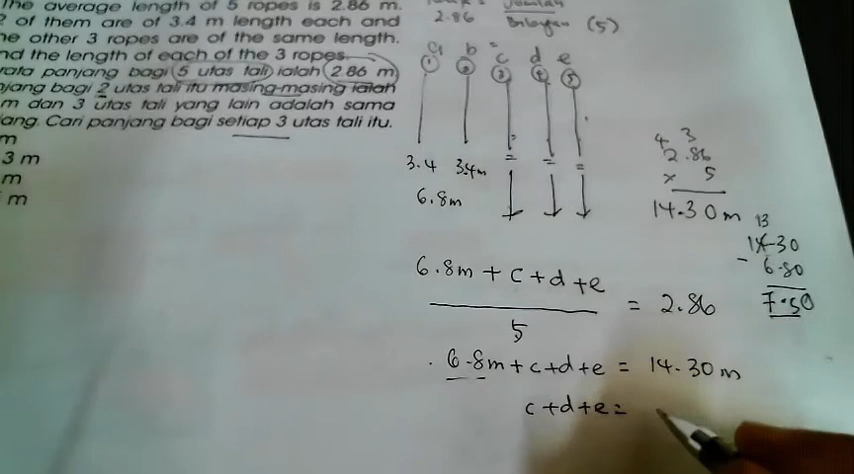 The average length of 5 ropes is 2.86 m.
of them are of 3.4 m length each and
other 3 ropes are of the same length.
the length of each of the 3 ropes.
rata panjang bagi 5 utas tali ialah 2.86 m
bagi 2 utas tali itu masing-masing ialah
m dan 3 utas tali yang lain adalah sama
Cari panjang bagi setiap 3 utas tali itu.
m
3 m
m
m
Jumlah
2.86 Bilangan (5)
a b c d e
1 2 3 4 5
= = =
3.4 3.4m
6.8m
4 3
2.86
x 5
14.30 m
13
14.30
- 6.80
7.50
6.8m + c + d + e
5
= 2.86
6.8m + c + d + e = 14.30 m
c + d + e =